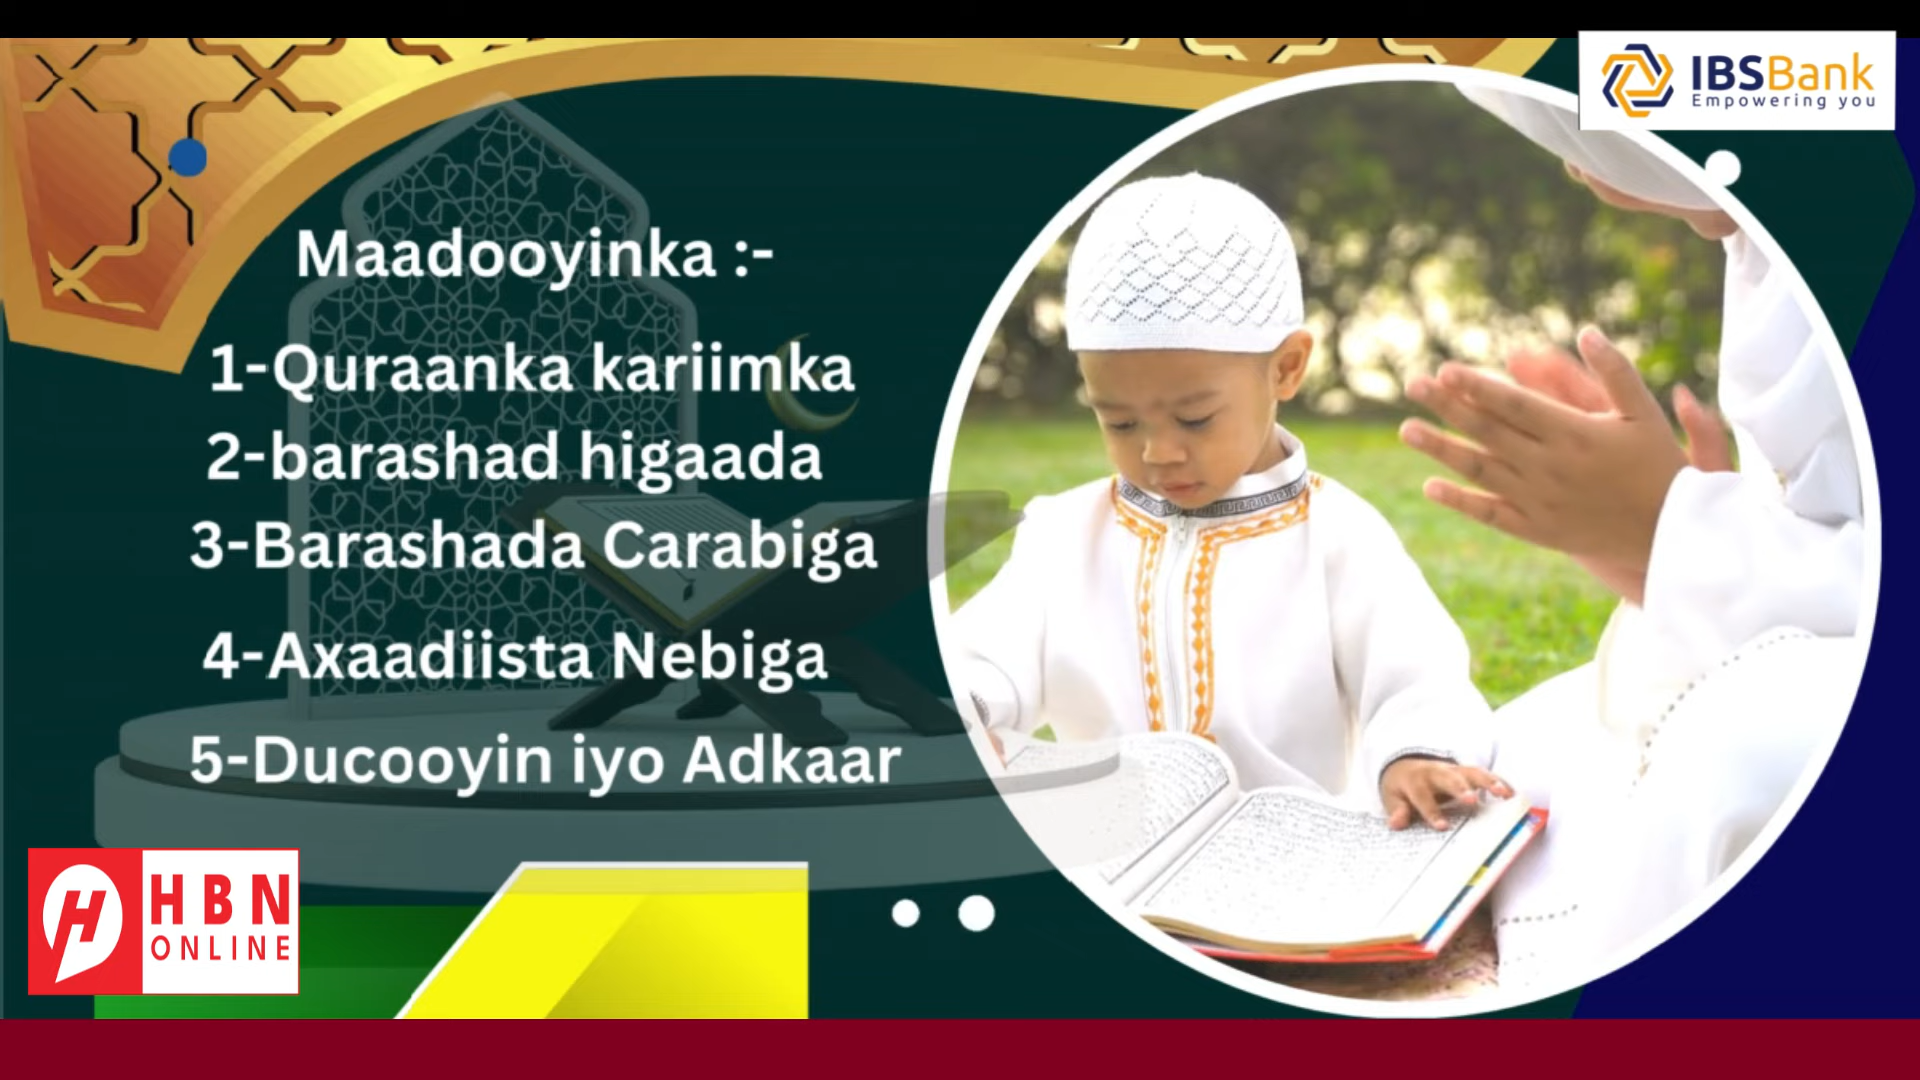 IBSBank
Empowering you
Maadooyinka :-
1-Quraanka kariimka
2-barashad higaada
3-Barashada Carabiga
4-Axaadiista Nebiga
5-Ducooyin iyo Adkaar
HBN
ONLINE